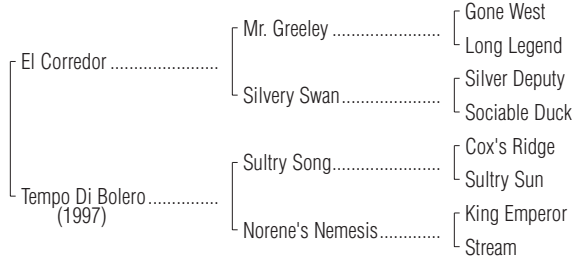 Gone West
Mr. Greeley ......................
Long Legend
El Corredor ......................
Silver Deputy
Silvery Swan....................
Sociable Duck
Cox's Ridge
Sultry Song......................
Sultry Sun
Tempo Di Bolero..............
(1997)
King Emperor
Norene's Nemesis............
Stream